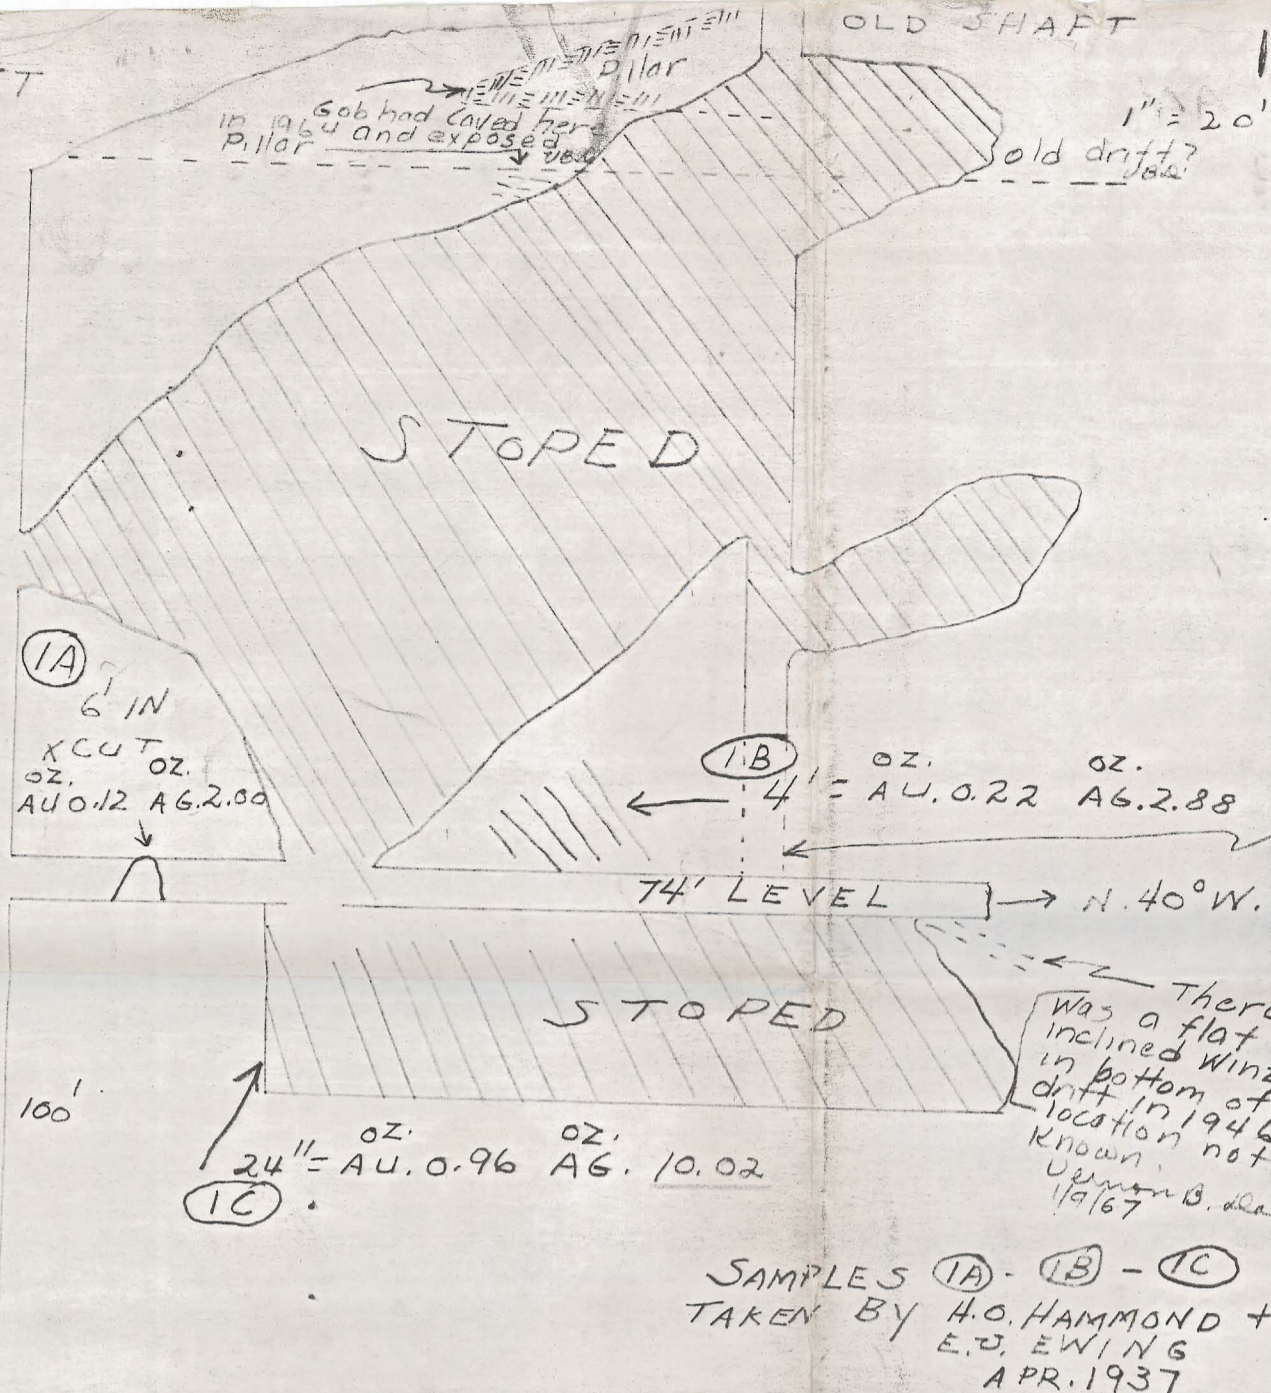 OLD SHAFT
T
Pillar
Gob had caved here
in 1964 and exposed
Pillar
VBD
1" = 20'
old drift?
VBD
STOPED
1A
6' IN
XCUT
OZ. OZ.
AU 0.12 AG. 2.00
1B
OZ. OZ.
4' = AU. 0.22 AG. 2.88
74' LEVEL
N. 40° W.
STOPED
There
Was a flat
inclined Winz
in bottom of
drift in 1946
location not
Known.
Vernon B.
1/9/67
100'
OZ. OZ.
24" = AU. 0.96 AG. 10.02
1C
SAMPLES 1A - 1B - 1C
TAKEN BY H.O. HAMMOND +
E.J. EWING
APR. 1937